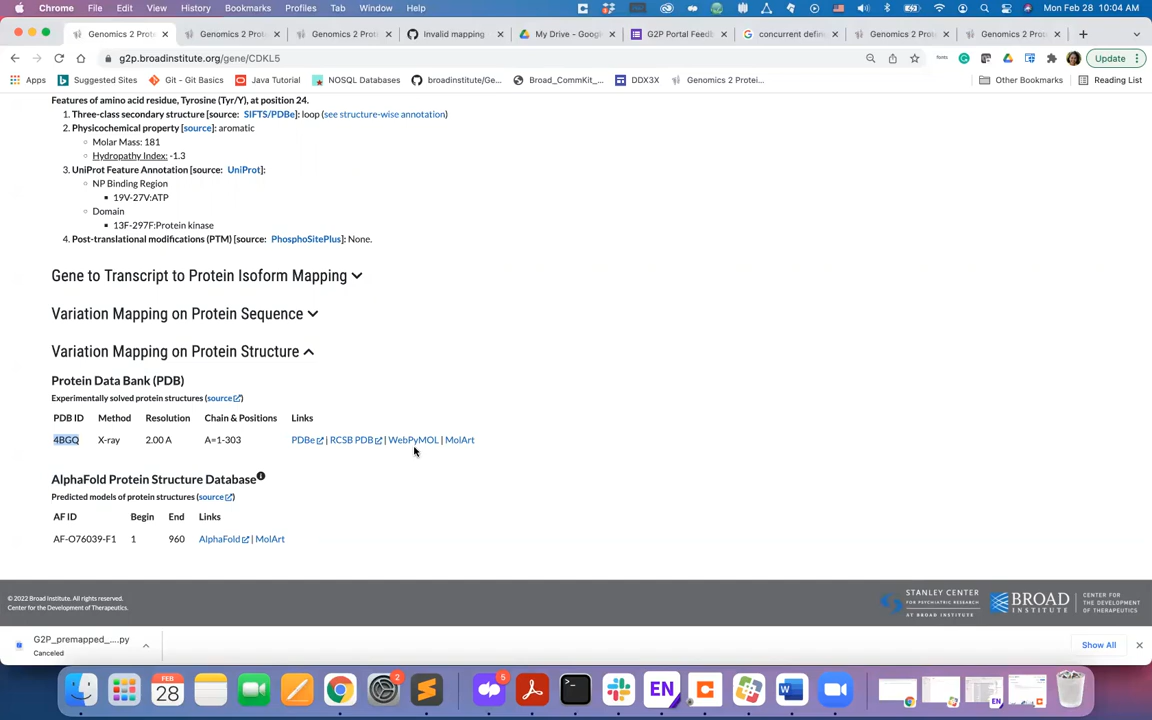 Chrome File Edit View History Bookmarks Profiles Tab Window Help Mon Feb 28 10:04 AM
Genomics 2 Prot Genomics 2 Prot Genomics 2 Prot Invalid mapping My Drive - Googl G2P Portal Feedb concurrent defin Genomics 2 Prot Genomics 2 Prot
g2p.broadinstitute.org/gene/CDKL5 Update
Apps Suggested Sites Git - Git Basics Java Tutorial NOSQL Databases broadinstitute/Ge... Broad_CommKit_... DDX3X Genomics 2 Protei... Other Bookmarks Reading List
Features of amino acid residue, Tyrosine (Tyr/Y), at position 24.
1. Three-class secondary structure [source: SIFTS/PDBe]: loop (see structure-wise annotation)
2. Physicochemical property [source]: aromatic
Molar Mass: 181
Hydropathy Index: -1.3
3. UniProt Feature Annotation [source: UniProt]:
NP Binding Region
19V-27V:ATP
Domain
13F-297F:Protein kinase
4. Post-translational modifications (PTM) [source: PhosphoSitePlus]: None.
Gene to Transcript to Protein Isoform Mapping
Variation Mapping on Protein Sequence
Variation Mapping on Protein Structure
Protein Data Bank (PDB)
Experimentally solved protein structures (source)
PDB ID Method Resolution Chain & Positions Links
4BGQ X-ray 2.00 A A=1-303 PDBe | RCSB PDB | WebPyMOL | MolArt
AlphaFold Protein Structure Database
Predicted models of protein structures (source)
AF ID Begin End Links
AF-O76039-F1 1 960 AlphaFold | MolArt
© 2022 Broad Institute. All rights reserved.
Center for the Development of Therapeutics.
STANLEY CENTER
FOR PSYCHIATRIC RESEARCH
AT BROAD INSTITUTE
BROAD
INSTITUTE
CENTER FOR
THE DEVELOPMENT
OF THERAPEUTICS
G2P_premapped_....py
Canceled
Show All
FEB
28
2
5
EN